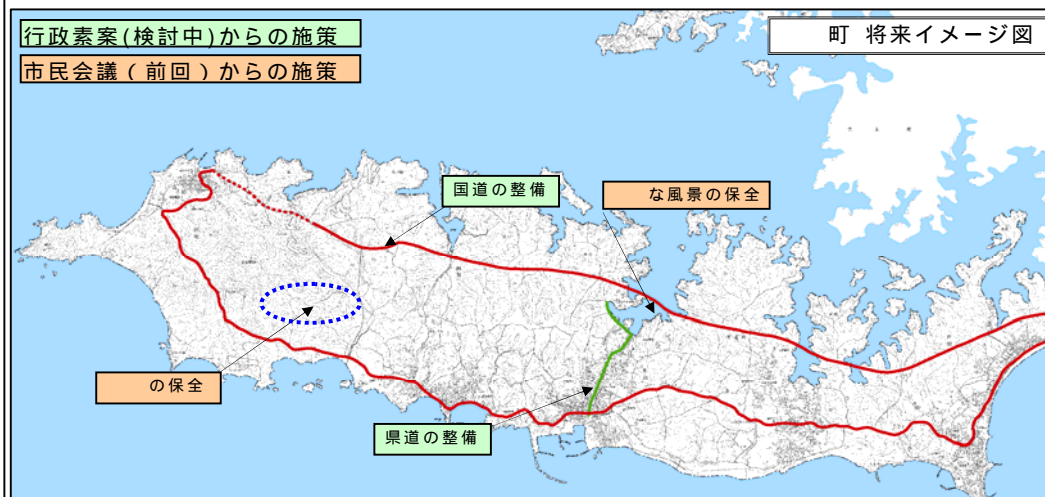 行政素案(検討中)からの施策
市民会議（前回）からの施策
町 将来イメージ図
国道の整備
な風景の保全
の保全
県道の整備